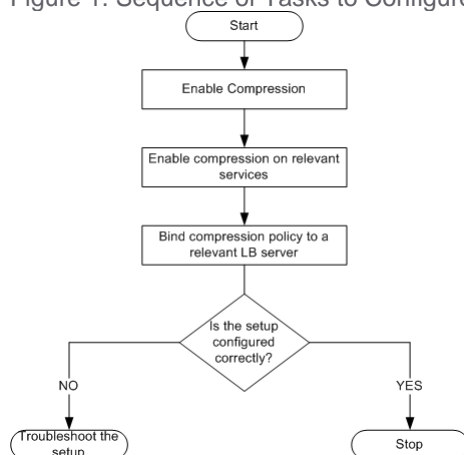 Figure 1. Sequence of Tasks to Configure
Start
Enable Compression
Enable compression on relevant
services
Bind compression policy to a
relevant LB server
Is the setup
configured
correctly?
NO
YES
Troubleshoot the
setup
Stop